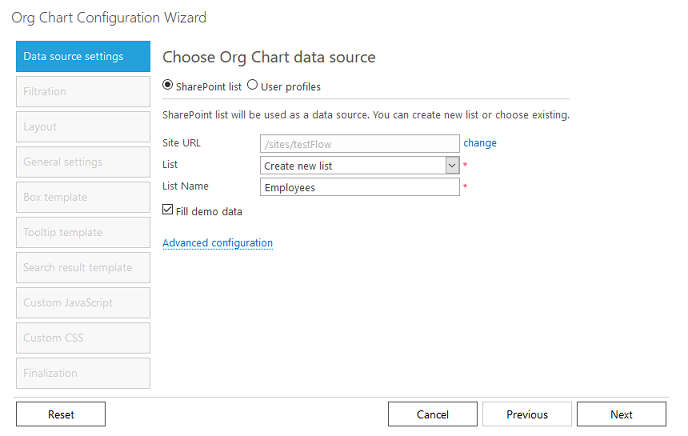 Org Chart Configuration Wizard
Data source settings
Filtration
Layout
General settings
Box template
Tooltip template
Search result template
Custom JavaScript
Custom CSS
Finalization
Choose Org Chart data source
SharePoint list User profiles
SharePoint list will be used as a data source. You can create new list or choose existing.
Site URL /sites/testFlow change
List Create new list *
List Name Employees *
Fill demo data
Advanced configuration
Reset Cancel Previous Next